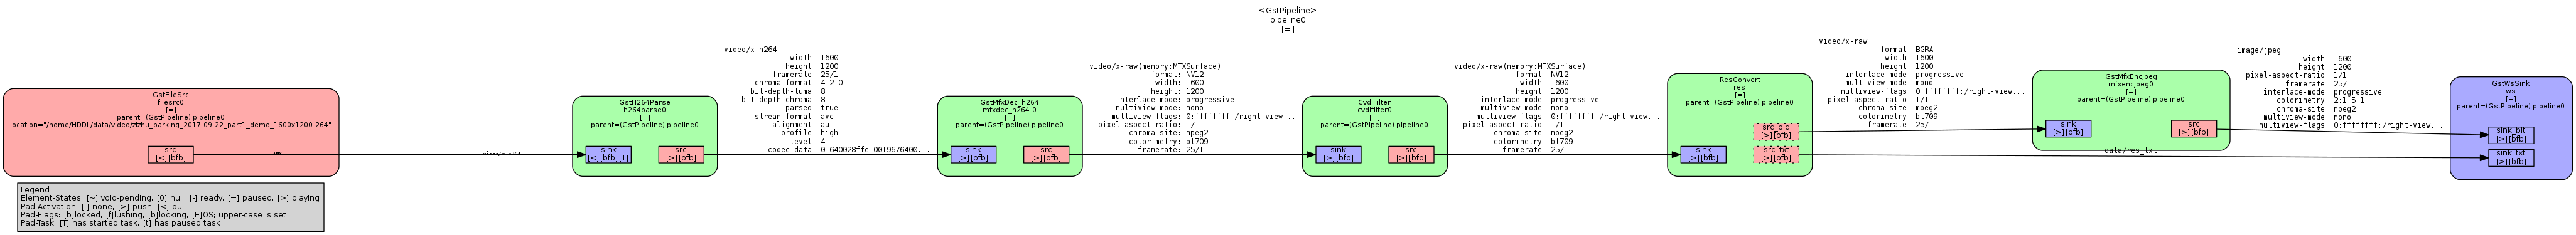 <GstPipeline>
pipeline0
[=]
GstFileSrc
filesrc0
[=]
parent=(GstPipeline) pipeline0
location="/home/HDDL/data/video/zizhu_parking_2017-09-22_part1_demo_1600x1200.264"
src
[<][bfb]
ANY
video/x-h264
GstH264Parse
h264parse0
[=]
parent=(GstPipeline) pipeline0
sink
[<][bfb][T]
src
[>][bfb]
video/x-h264
width: 1600
height: 1200
framerate: 25/1
chroma-format: 4:2:0
bit-depth-luma: 8
bit-depth-chroma: 8
parsed: true
stream-format: avc
alignment: au
profile: high
level: 4
codec_data: 01640028ffe10019676400...
GstMfxDec_h264
mfxdec_h264-0
[=]
parent=(GstPipeline) pipeline0
sink
[>][bfb]
src
[>][bfb]
video/x-raw(memory:MFXSurface)
format: NV12
width: 1600
height: 1200
interlace-mode: progressive
multiview-mode: mono
multiview-flags: 0:ffffffff:/right-view...
pixel-aspect-ratio: 1/1
chroma-site: mpeg2
colorimetry: bt709
framerate: 25/1
CvdlFilter
cvdlfilter0
[=]
parent=(GstPipeline) pipeline0
sink
[>][bfb]
src
[>][bfb]
video/x-raw(memory:MFXSurface)
format: NV12
width: 1600
height: 1200
interlace-mode: progressive
multiview-mode: mono
multiview-flags: 0:ffffffff:/right-view...
pixel-aspect-ratio: 1/1
chroma-site: mpeg2
colorimetry: bt709
framerate: 25/1
ResConvert
res
[=]
parent=(GstPipeline) pipeline0
sink
[>][bfb]
src_pic
[>][bfb]
src_txt
[>][bfb]
video/x-raw
format: BGRA
width: 1600
height: 1200
interlace-mode: progressive
multiview-mode: mono
multiview-flags: 0:ffffffff:/right-view...
pixel-aspect-ratio: 1/1
chroma-site: mpeg2
colorimetry: bt709
framerate: 25/1
data/res_txt
GstMfxEncJpeg
mfxencjpeg0
[=]
parent=(GstPipeline) pipeline0
sink
[>][bfb]
src
[>][bfb]
image/jpeg
width: 1600
height: 1200
pixel-aspect-ratio: 1/1
framerate: 25/1
interlace-mode: progressive
colorimetry: 2:1:5:1
chroma-site: mpeg2
multiview-mode: mono
multiview-flags: 0:ffffffff:/right-view...
GstWsSink
ws
[=]
parent=(GstPipeline) pipeline0
sink_bit
[>][bfb]
sink_txt
[>][bfb]
Legend
Element-States: [~] void-pending, [0] null, [-] ready, [=] paused, [>] playing
Pad-Activation: [-] none, [>] push, [<] pull
Pad-Flags: [b]locked, [f]lushing, [b]locking, [E]OS; upper-case is set
Pad-Task: [T] has started task, [t] has paused task